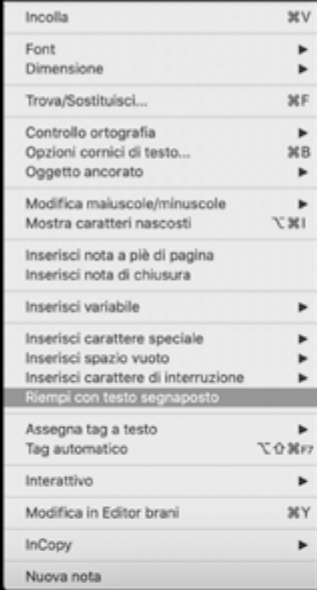 Incolla ⌘V
Font ▶
Dimensione ▶
Trova/Sostituisci... ⌘F
Controllo ortografia ▶
Opzioni cornici di testo... ⌘B
Oggetto ancorato ▶
Modifica maiuscole/minuscole ▶
Mostra caratteri nascosti ⌥⌘I
Inserisci nota a piè di pagina
Inserisci nota di chiusura
Inserisci variabile ▶
Inserisci carattere speciale ▶
Inserisci spazio vuoto ▶
Inserisci carattere di interruzione ▶
Riempi con testo segnaposto
Assegna tag a testo ▶
Tag automatico ⌥⇧⌘F7
Interattivo ▶
Modifica in Editor brani ⌘Y
InCopy ▶
Nuova nota